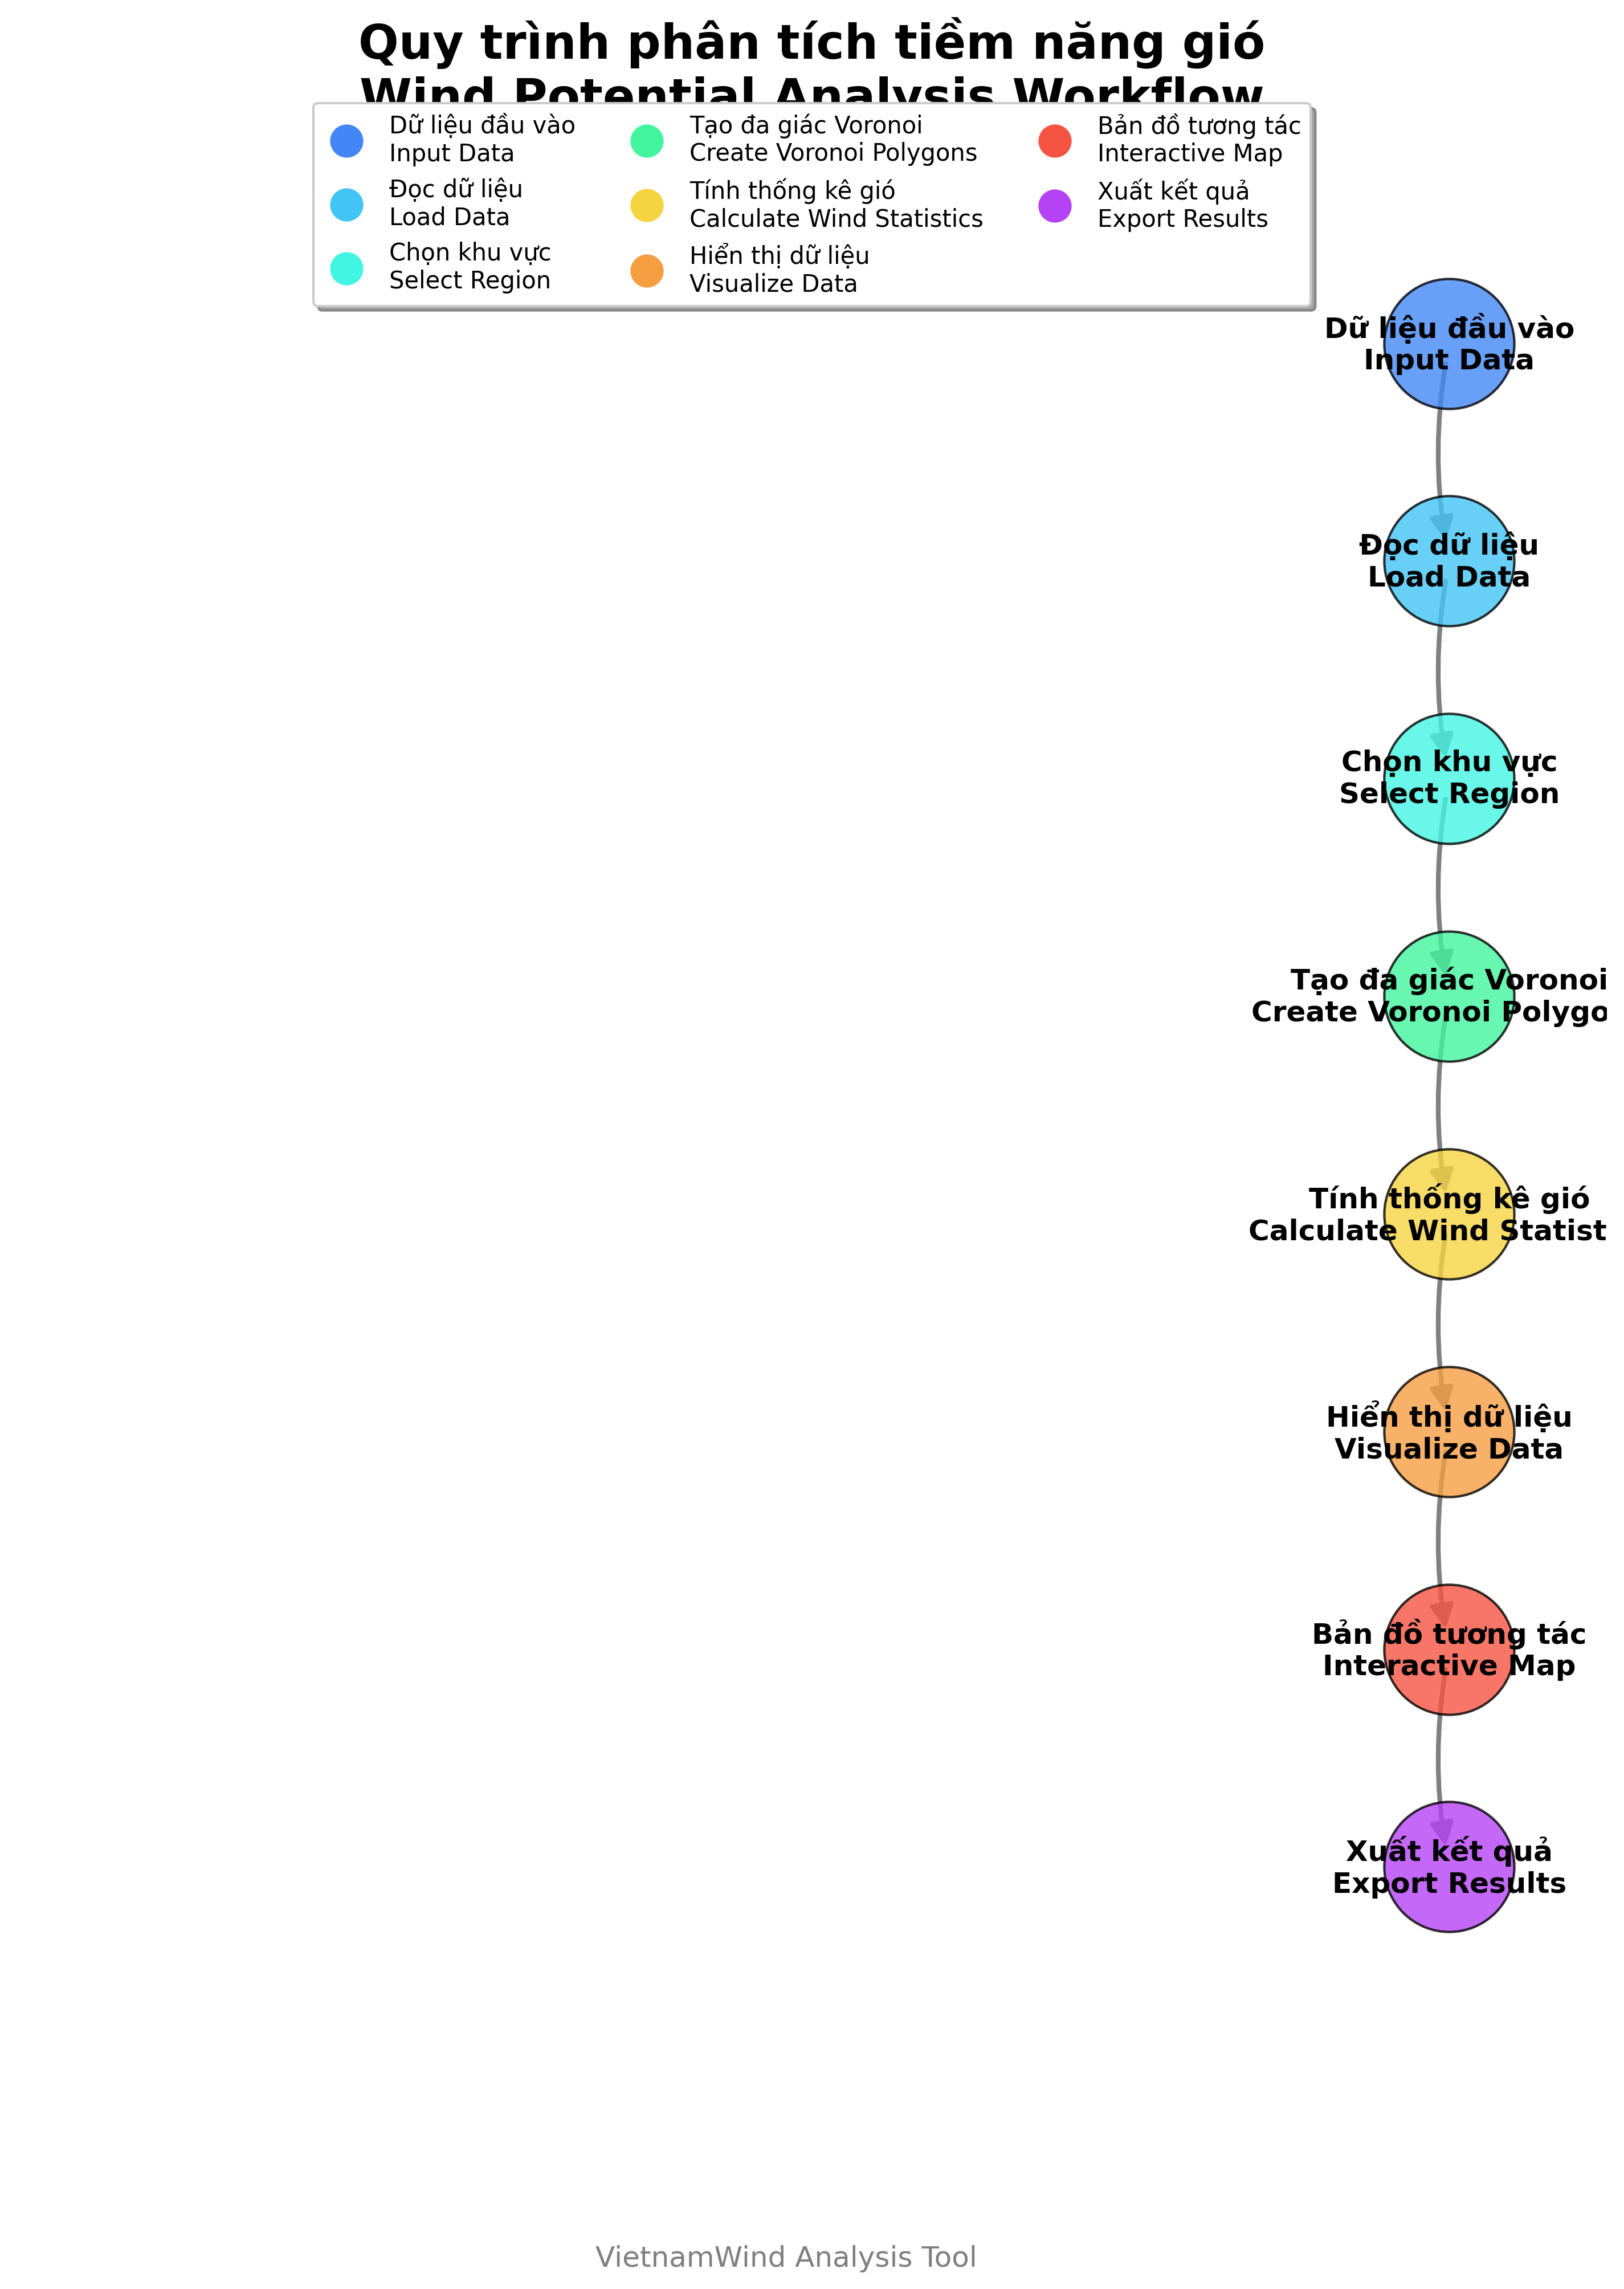 Quy trình phân tích tiềm năng gió
Wind Potential Analysis Workflow
Dữ liệu đầu vào
Input Data
Đọc dữ liệu
Load Data
Chọn khu vực
Select Region
Tạo đa giác Voronoi
Create Voronoi Polygons
Tính thống kê gió
Calculate Wind Statistics
Hiển thị dữ liệu
Visualize Data
Bản đồ tương tác
Interactive Map
Xuất kết quả
Export Results
Dữ liệu đầu vào
Input Data
Đọc dữ liệu
Load Data
Chọn khu vực
Select Region
Tạo đa giác Voronoi
Create Voronoi Polygo
Tính thống kê gió
Calculate Wind Statist
Hiển thị dữ liệu
Visualize Data
Bản đồ tương tác
Interactive Map
Xuất kết quả
Export Results
VietnamWind Analysis Tool